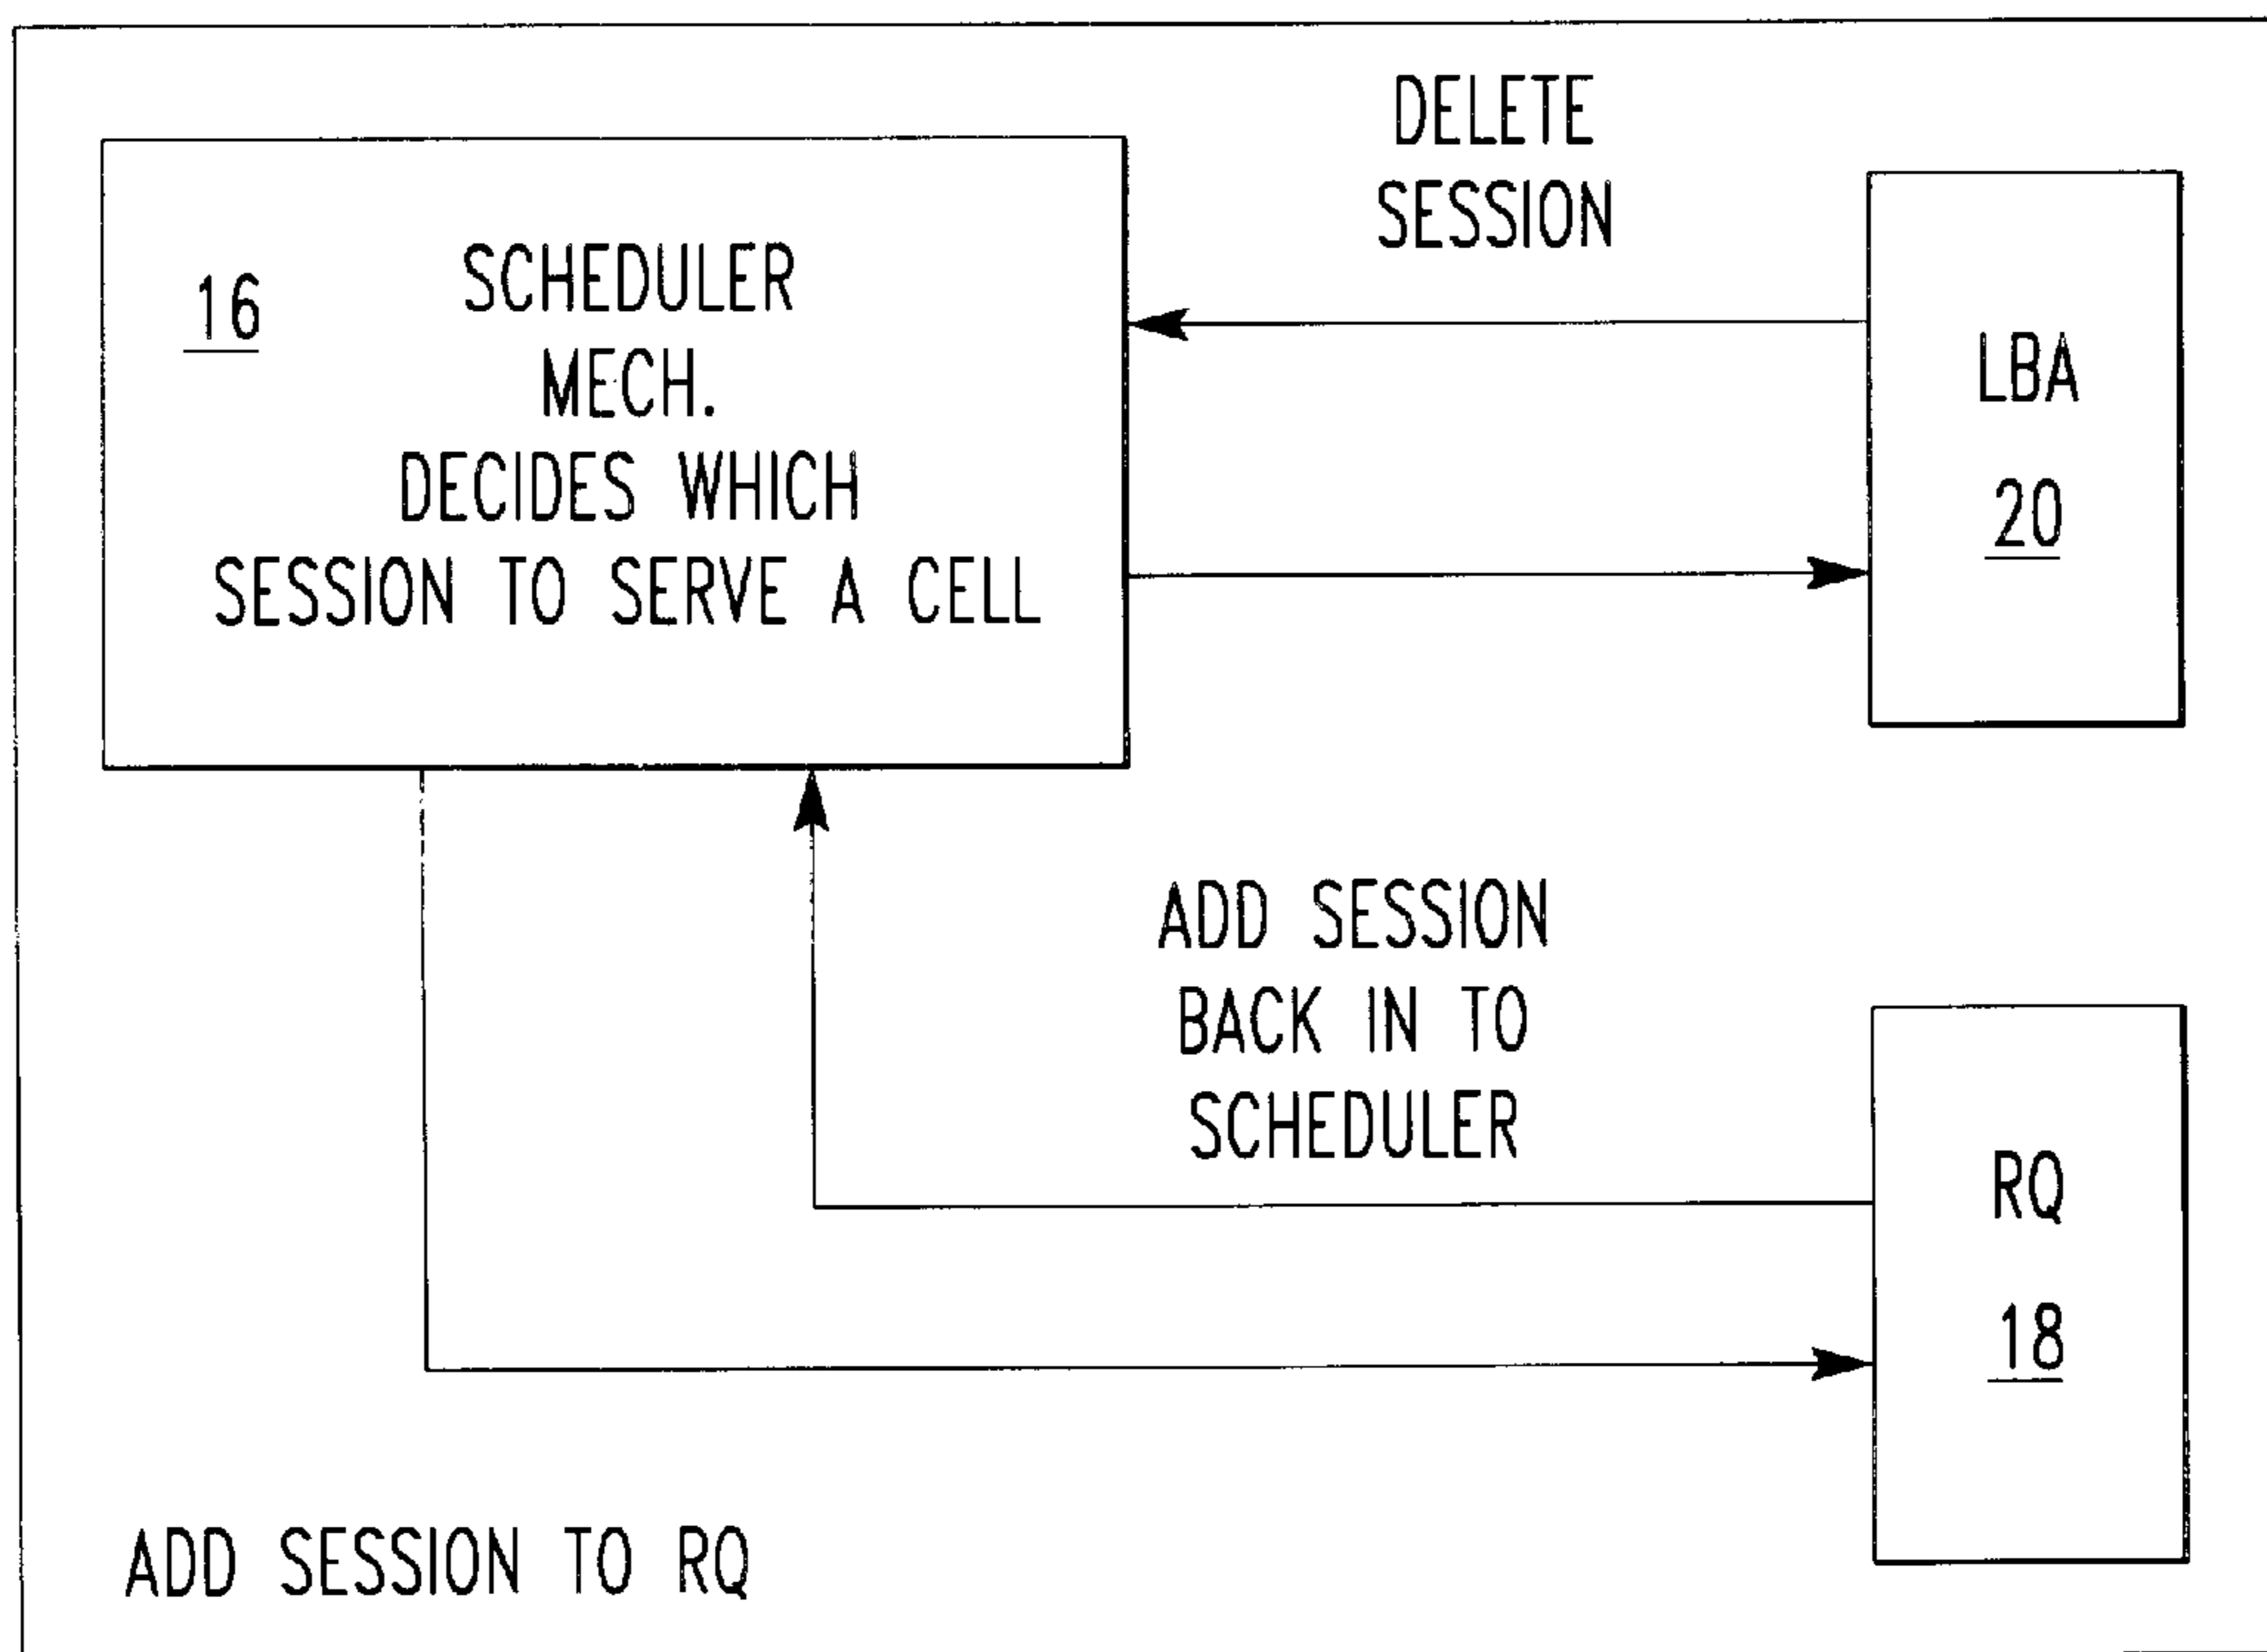 DELETE
SESSION
16
SCHEDULER
MECH.
DECIDES WHICH
SESSION TO SERVE A CELL
LBA
20
ADD SESSION
BACK IN TO
SCHEDULER
RQ
18
ADD SESSION TO RQ